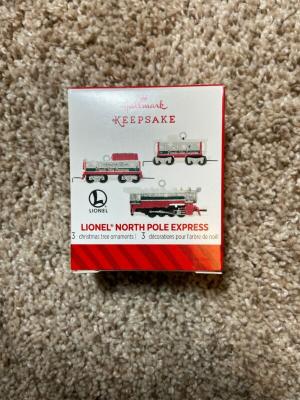 Hallmark
KEEPSAKE
L
LIONEL
LIONEL® NORTH POLE EXPRESS
3 christmas tree ornaments | 3 décorations pour l'arbre de noël